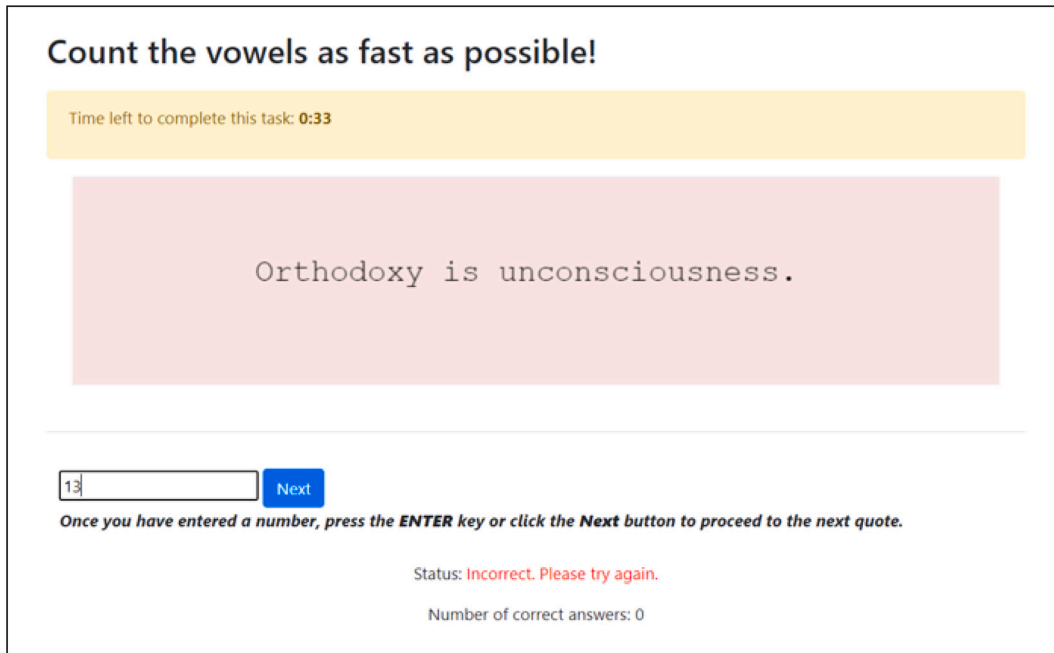 Count the vowels as fast as possible!
Time left to complete this task: 0:33
Orthodoxy is unconsciousness.
13 Next
Once you have entered a number, press the ENTER key or click the Next button to proceed to the next quote.
Status: Incorrect. Please try again.
Number of correct answers: 0